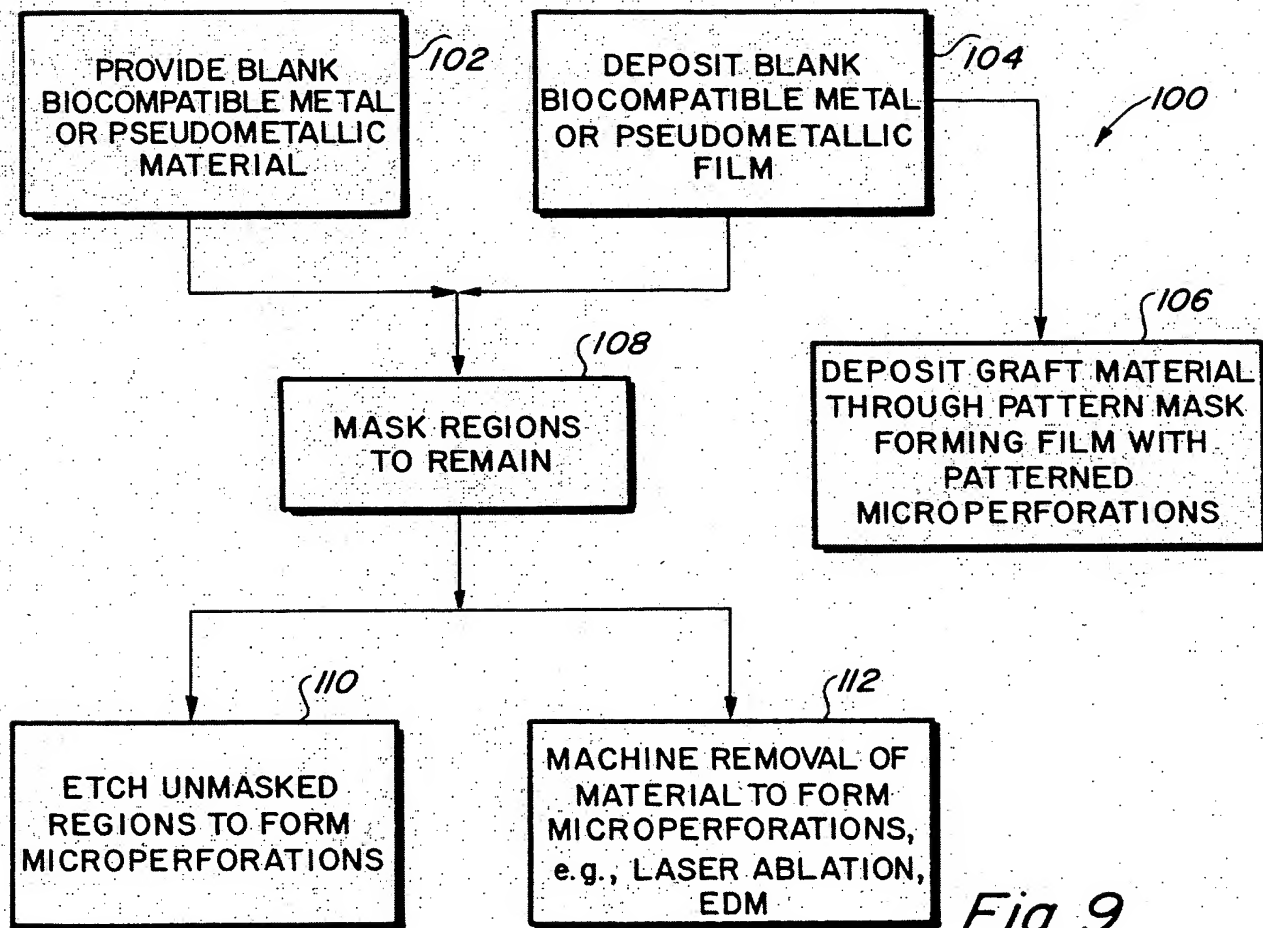 102
PROVIDE BLANK
BIOCOMPATIBLE METAL
OR PSEUDOMETALLIC
MATERIAL
104
DEPOSIT BLANK
BIOCOMPATIBLE METAL
OR PSEUDOMETALLIC
FILM
100
106
DEPOSIT GRAFT MATERIAL
THROUGH PATTERN MASK
FORMING FILM WITH
PATTERNED
MICROPERFORATIONS
108
MASK REGIONS
TO REMAIN
110
ETCH UNMASKED
REGIONS TO FORM
MICROPERFORATIONS
112
MACHINE REMOVAL OF
MATERIAL TO FORM
MICROPERFORATIONS,
e.g., LASER ABLATION,
EDM
Fig. 9